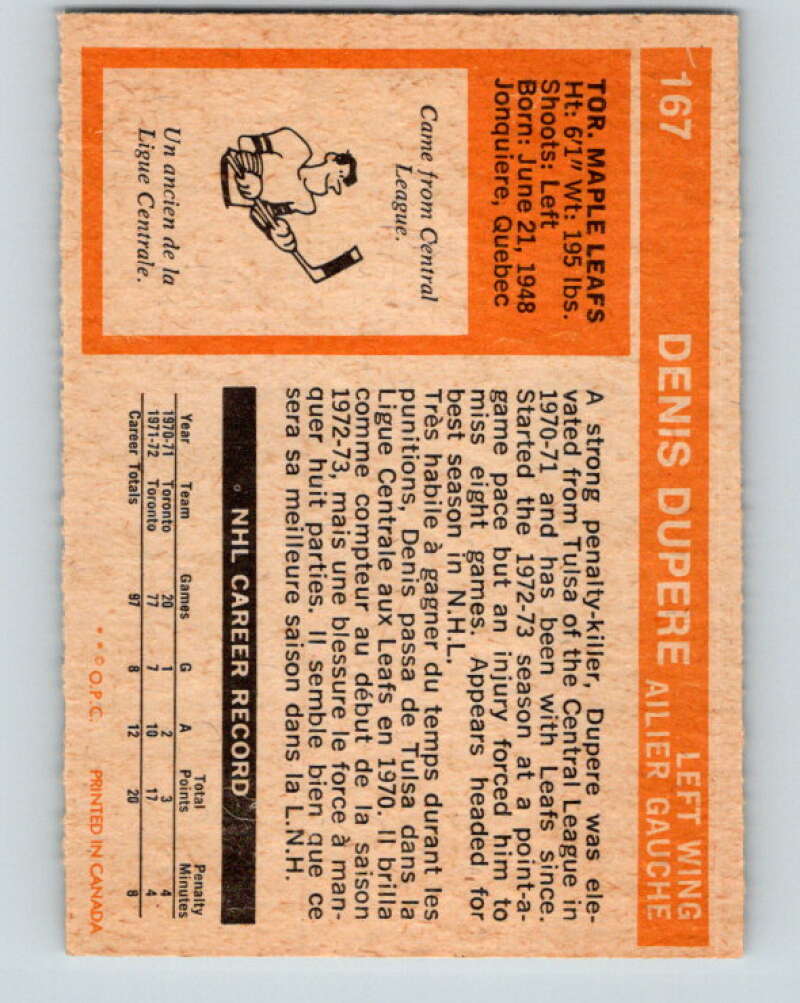 167
DENIS DUPERE
LEFT WING
AILIER GAUCHE
TOR. MAPLE LEAFS
Ht: 6'1" Wt: 195 lbs.
Shoots: Left
Born: June 21, 1948
Jonquiere, Quebec
Came from Central
League.
Un ancien de la
Ligue Centrale.
A strong penalty-killer, Dupere was ele-
vated from Tulsa of the Central League in
1970-71 and has been with Leafs since.
Started the 1972-73 season at a point-a-
game pace but an injury forced him to
miss eight games. Appears headed for
best season in N.H.L.
Très habile à gagner du temps durant les
punitions, Denis passa de Tulsa dans la
Ligue Centrale aux Leafs en 1970. Il brilla
comme compteur au début de la saison
1972-73, mais une blessure le force à man-
quer huit parties. Il semble bien que ce
sera sa meilleure saison dans la L.N.H.
NHL CAREER RECORD
Year Team Games G A Total Points Penalty Minutes
1970-71 Toronto 20 1 2 3 4
1971-72 Toronto 77 7 10 17 4
Career Totals 97 8 12 20 8
* * © O.P.C. PRINTED IN CANADA